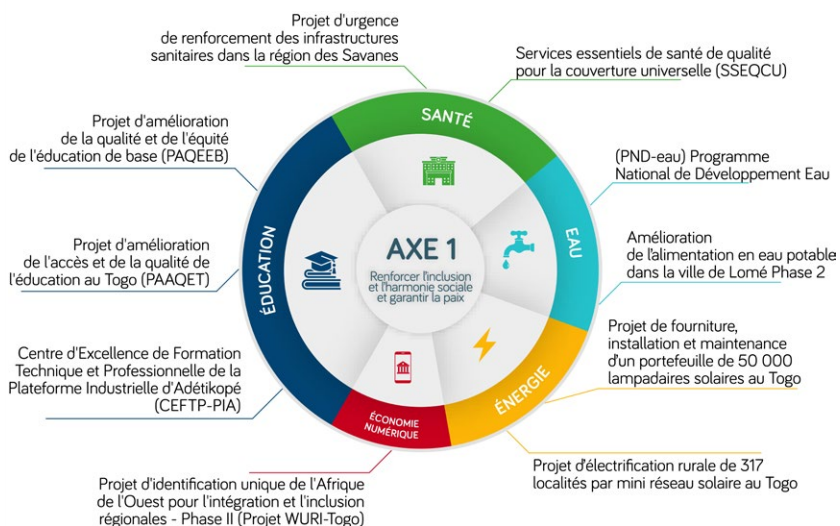 Projet d'urgence
de renforcement des infrastructures
sanitaires dans la région des Savanes
Services essentiels de santé de qualité
pour la couverture universelle (SSEQCU)
SANTÉ
Projet d'amélioration
de la qualité et de l'équité
de l'éducation de base (PAQEEB)
(PND-eau) Programme
National de Développement Eau
EAU
ÉDUCATION
AXE 1
Renforcer l'inclusion
et l'harmonie sociale
et garantir la paix
Projet d'amélioration
de l'accès et de la qualité de
l'éducation au Togo (PAAQET)
Amélioration
de l'alimentation en eau potable
dans la ville de Lomé Phase 2
Projet de fourniture,
installation et maintenance
d'un portefeuille de 50 000
lampadaires solaires au Togo
Centre d'Excellence de Formation
Technique et Professionnelle de la
Plateforme Industrielle d'Adétikopé
(CEFTP-PIA)
ÉNERGIE
ÉCONOMIE
NUMÉRIQUE
Projet d'électrification rurale de 317
localités par mini réseau solaire au Togo
Projet d'identification unique de l'Afrique
de l'Ouest pour l'intégration et l'inclusion
régionales - Phase II (Projet WURI-Togo)